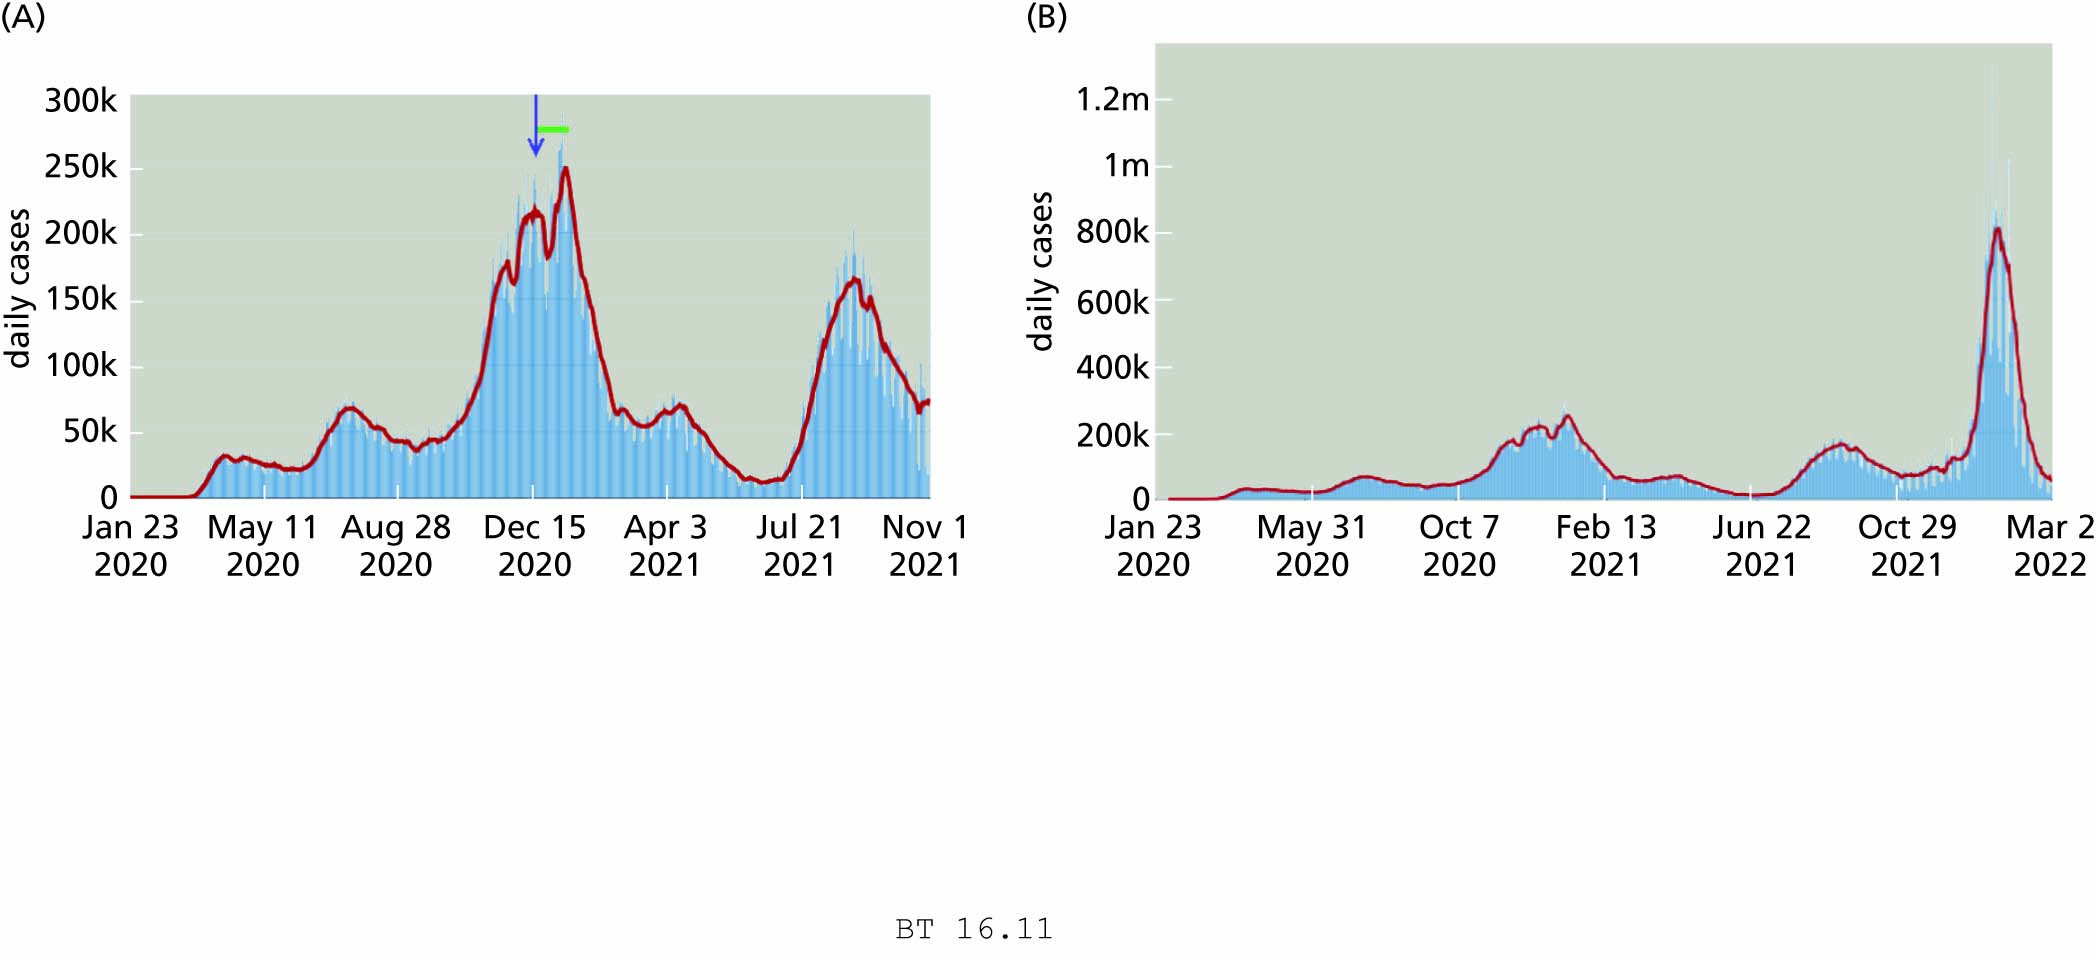 (A)
300k
250k
200k
150k
100k
50k
0
daily cases
Jan 23 May 11 Aug 28 Dec 15 Apr 3 Jul 21 Nov 1
2020 2020 2020 2020 2021 2021 2021
(B)
1.2m
1m
800k
600k
400k
200k
0
daily cases
Jan 23 May 31 Oct 7 Feb 13 Jun 22 Oct 29 Mar 2
2020 2020 2020 2021 2021 2021 2022
BT 16.11